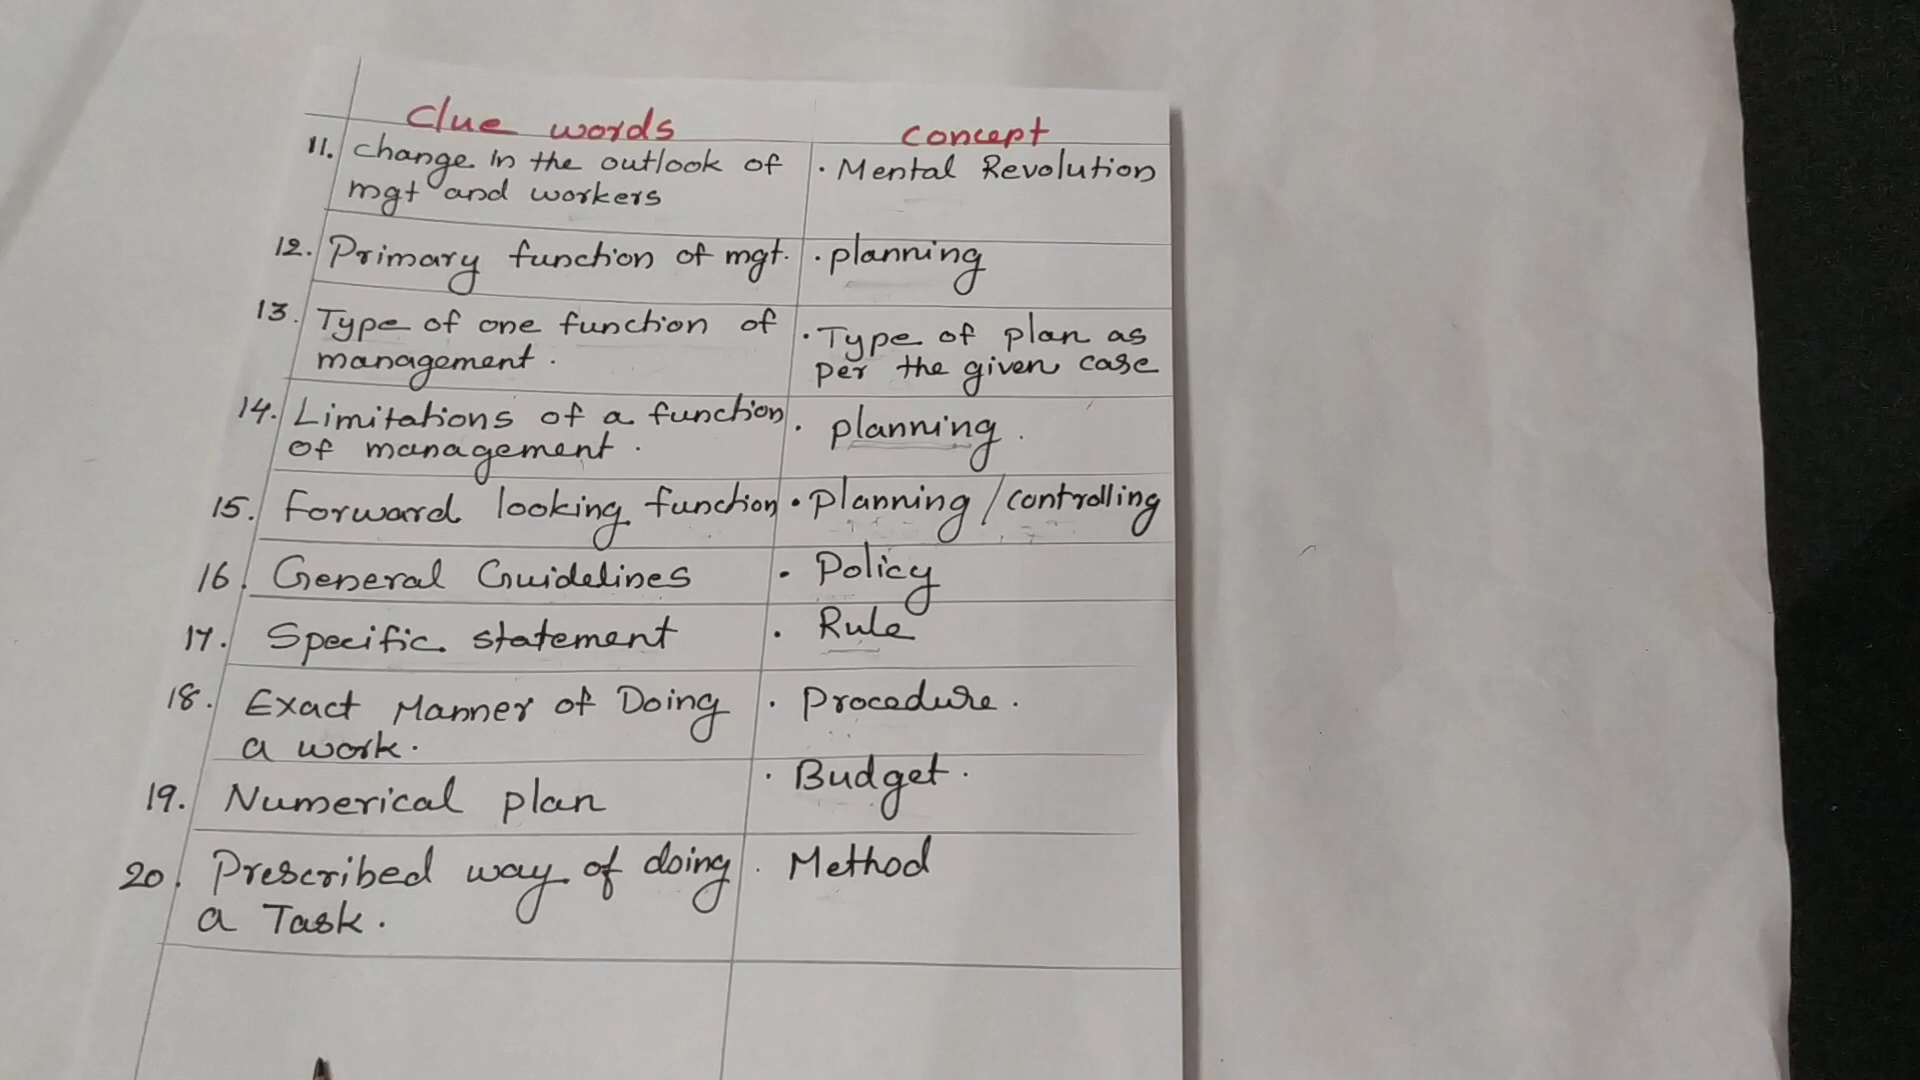 Clue words concept
11. change in the outlook of · Mental Revolution
mgt and workers
12. Primary function of mgt. · planning
13. Type of one function of · Type of plan as
management. per the given case
14. Limitations of a function · planning.
of management.
15. Forward looking function · Planning / controlling
16. General Guidelines · Policy
17. Specific statement · Rule
18. Exact Manner of Doing · Procedure.
a work.
19. Numerical plan · Budget.
20. Prescribed way of doing · Method
a Task.